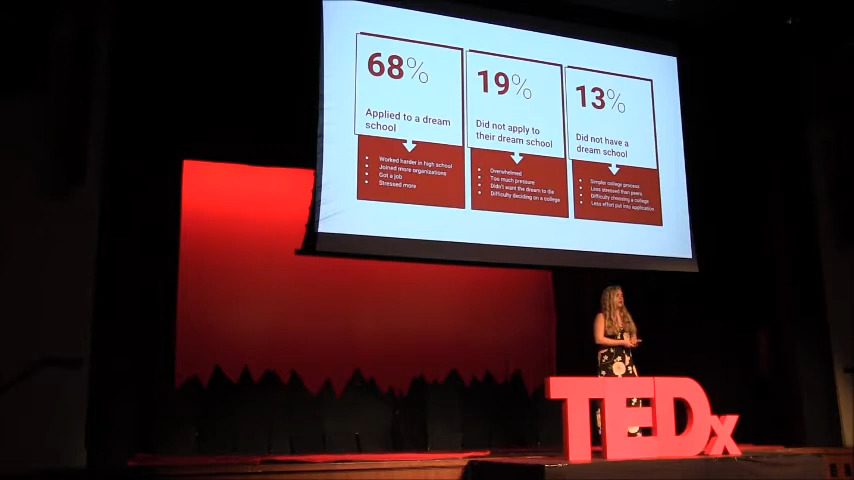 68%
Applied to a dream
school
Worked harder in high school
Joined more organizations
Got a job
Stressed more
19%
Did not apply to
their dream school
Overwhelmed
Too much pressure
Didn't want the dream to die
Difficulty deciding on a college
13%
Did not have a
dream school
Simpler college process
Less stressed than peers
Difficulty choosing a college
Less effort put into application
TEDx